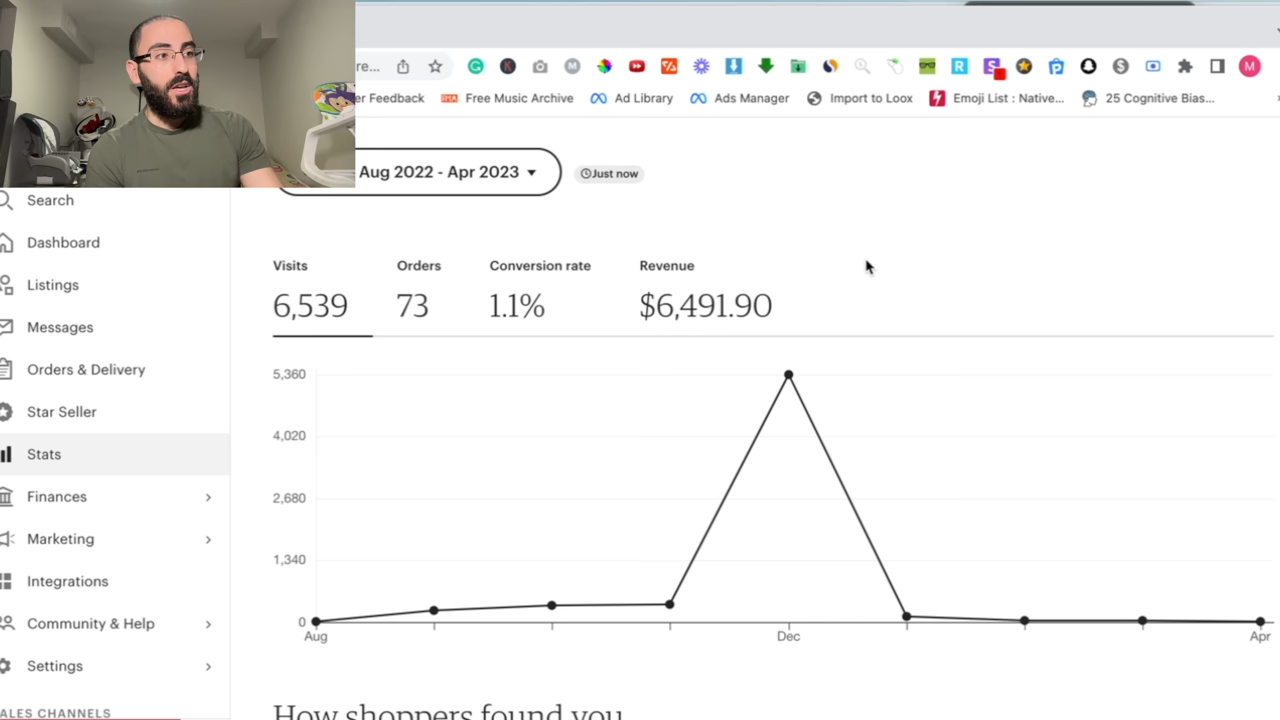 re...
er Feedback
Free Music Archive
Ad Library
Ads Manager
Import to Loox
Emoji List : Native...
25 Cognitive Bias...
M
Aug 2022 - Apr 2023
Just now
Search
Dashboard
Listings
Messages
Orders & Delivery
Star Seller
Stats
Finances
Marketing
Integrations
Community & Help
Settings
ALES CHANNELS
Visits
Orders
Conversion rate
Revenue
6,539
73
1.1%
$6,491.90
5,360
4,020
2,680
1,340
0
Aug
Dec
Apr
How shoppers found you